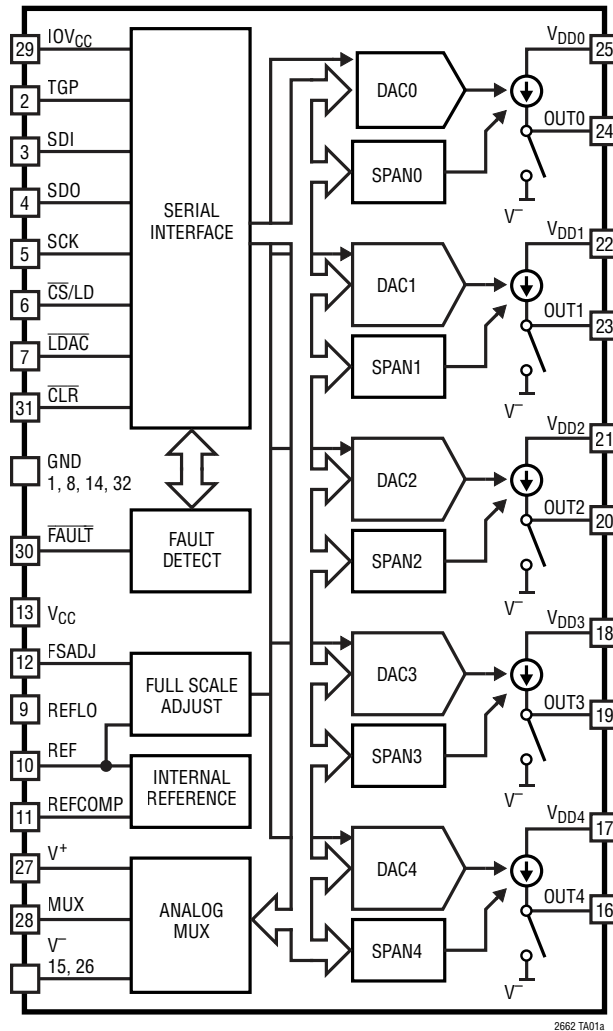 29 IOVCC
2 TGP
3 SDI
4 SDO
5 SCK
6 C̅S̅/LD
7 L̅D̅A̅C̅
31 C̅L̅R̅
GND
1, 8, 14, 32
30 F̅A̅U̅L̅T̅
13 VCC
12 FSADJ
9 REFLO
10 REF
11 REFCOMP
27 V+
28 MUX
V–
15, 26
SERIAL
INTERFACE
FAULT
DETECT
FULL SCALE
ADJUST
INTERNAL
REFERENCE
ANALOG
MUX
DAC0
SPAN0
VDD0 25
OUT0 24
V–
DAC1
SPAN1
VDD1 22
OUT1 23
V–
DAC2
SPAN2
VDD2 21
OUT2 20
V–
DAC3
SPAN3
VDD3 18
OUT3 19
V–
DAC4
SPAN4
VDD4 17
OUT4 16
V–
2662 TA01a